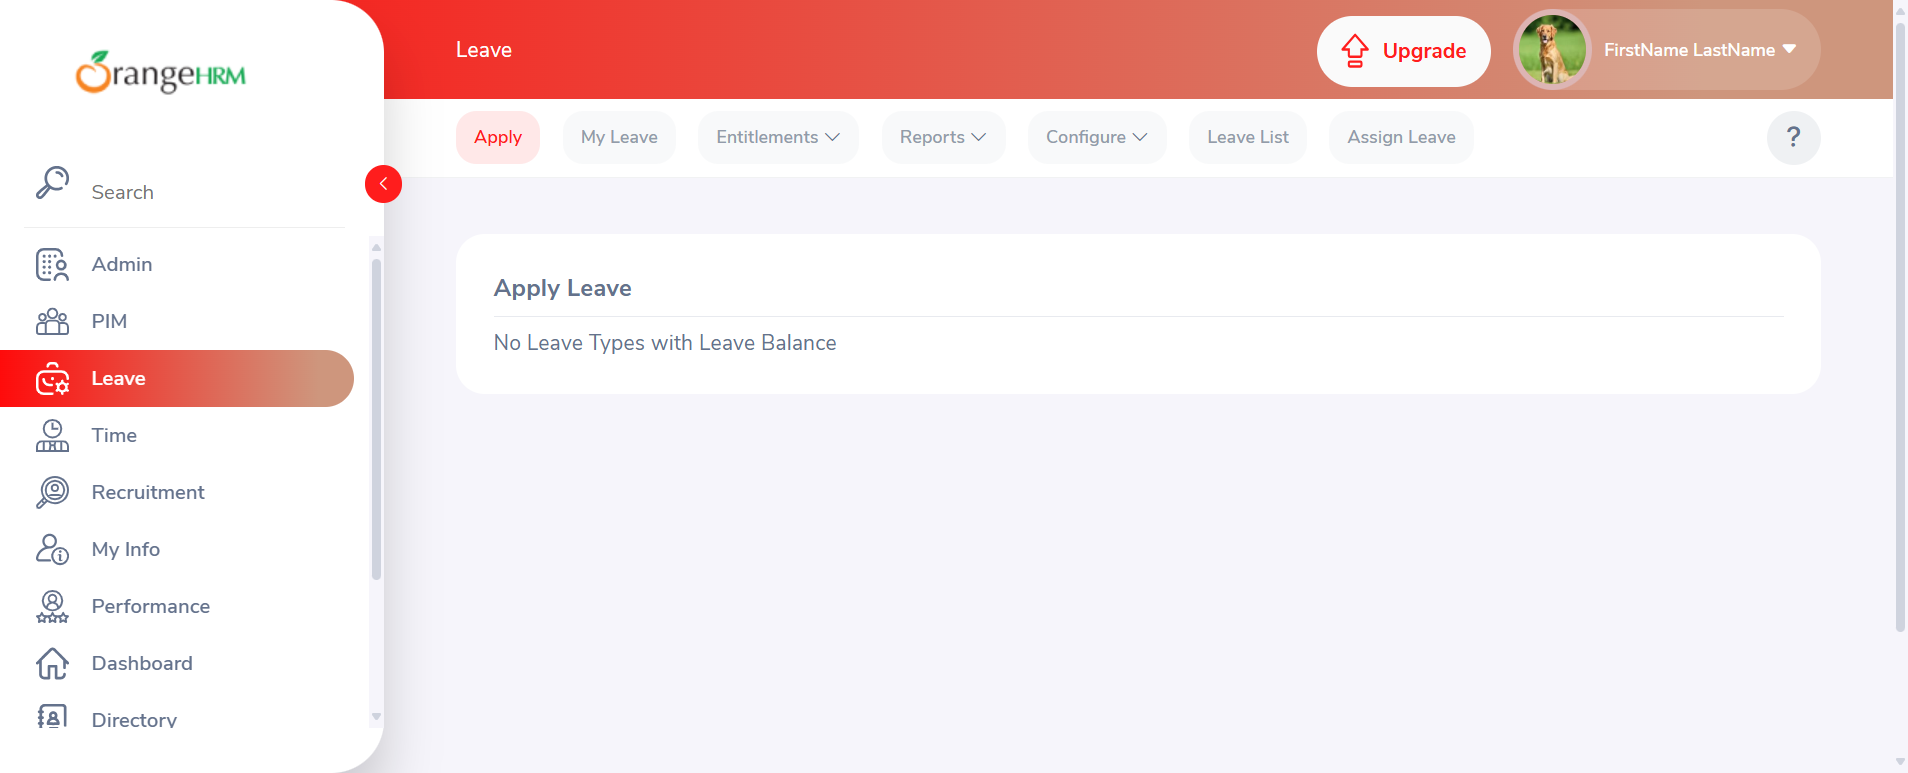 OrangeHRM
Search
Admin
PIM
Leave
Time
Recruitment
My Info
Performance
Dashboard
Directory
Leave
Upgrade
FirstName LastName
Apply
My Leave
Entitlements
Reports
Configure
Leave List
Assign Leave
?
Apply Leave
No Leave Types with Leave Balance